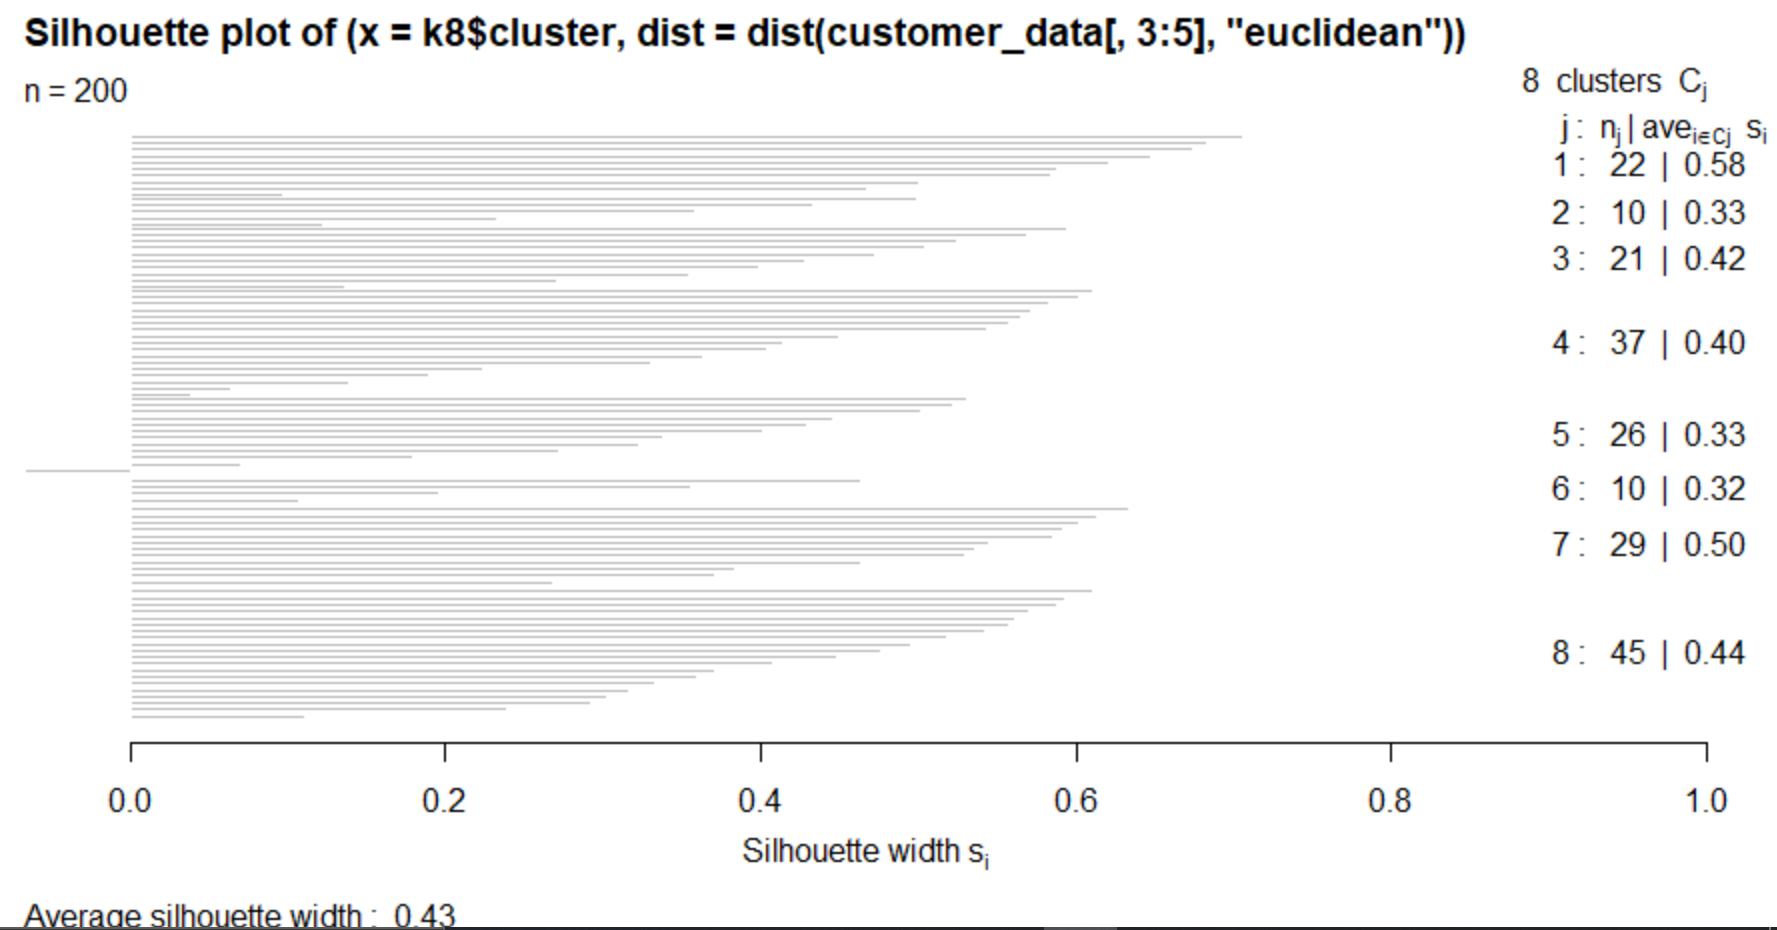 Silhouette plot of (x = k8$cluster, dist = dist(customer_data[, 3:5], "euclidean"))
n = 200
8 clusters Cj
j : nj | avei∈Cj si
1 : 22 | 0.58
2 : 10 | 0.33
3 : 21 | 0.42
4 : 37 | 0.40
5 : 26 | 0.33
6 : 10 | 0.32
7 : 29 | 0.50
8 : 45 | 0.44
0.0 0.2 0.4 0.6 0.8 1.0
Silhouette width si
Average silhouette width : 0.43